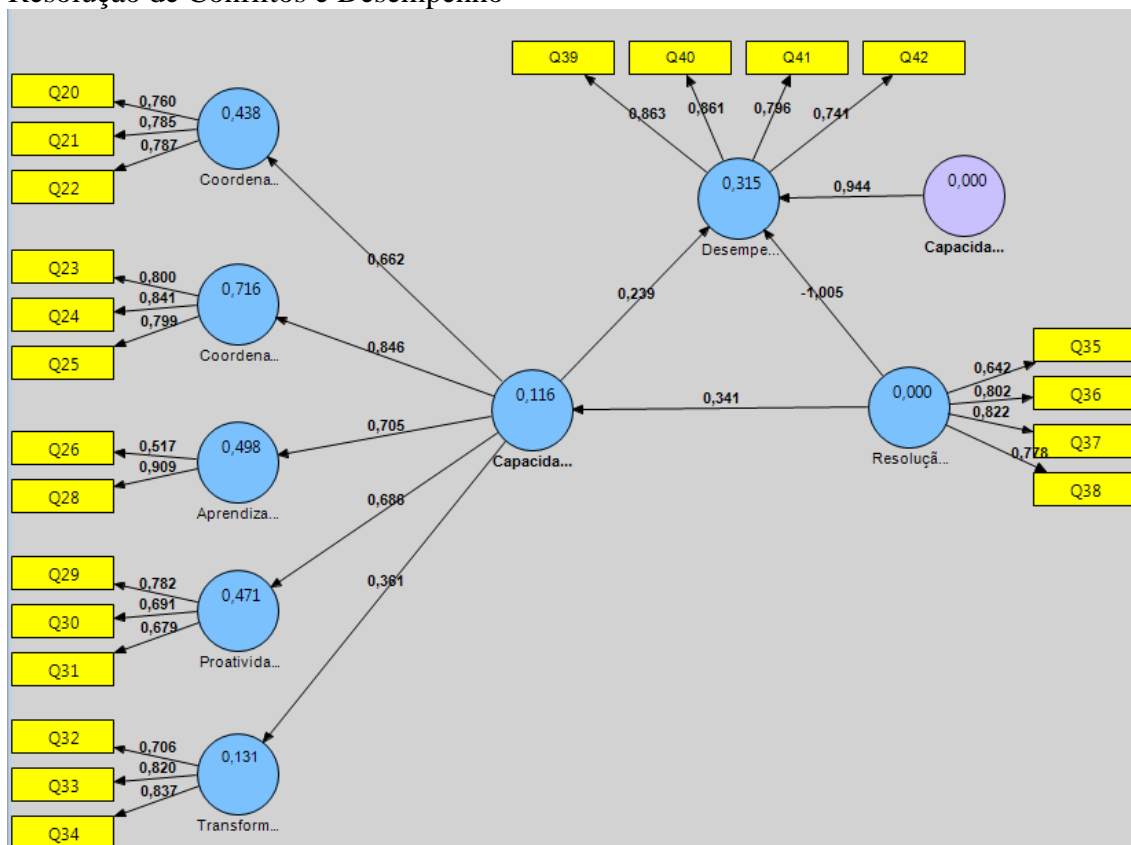 Resolução de Conflitos e Desempenho
Q39
Q40
Q41
Q42
0,863
0,861
0,796
0,741
0,315
Desempe...
0,944
0,000
Capacida...
Q20
Q21
Q22
0,760
0,785
0,787
0,438
Coordena...
0,662
Q23
Q24
Q25
0,800
0,841
0,799
0,716
Coordena...
0,846
0,239
-1,005
Q26
Q28
0,517
0,909
0,498
Aprendiza...
0,705
0,116
Capacida...
0,341
0,000
Resoluçã...
0,642
0,802
0,822
0,778
Q35
Q36
Q37
Q38
Q29
Q30
Q31
0,782
0,691
0,679
0,471
Proativida...
0,686
Q32
Q33
Q34
0,706
0,820
0,837
0,131
Transform...
0,361